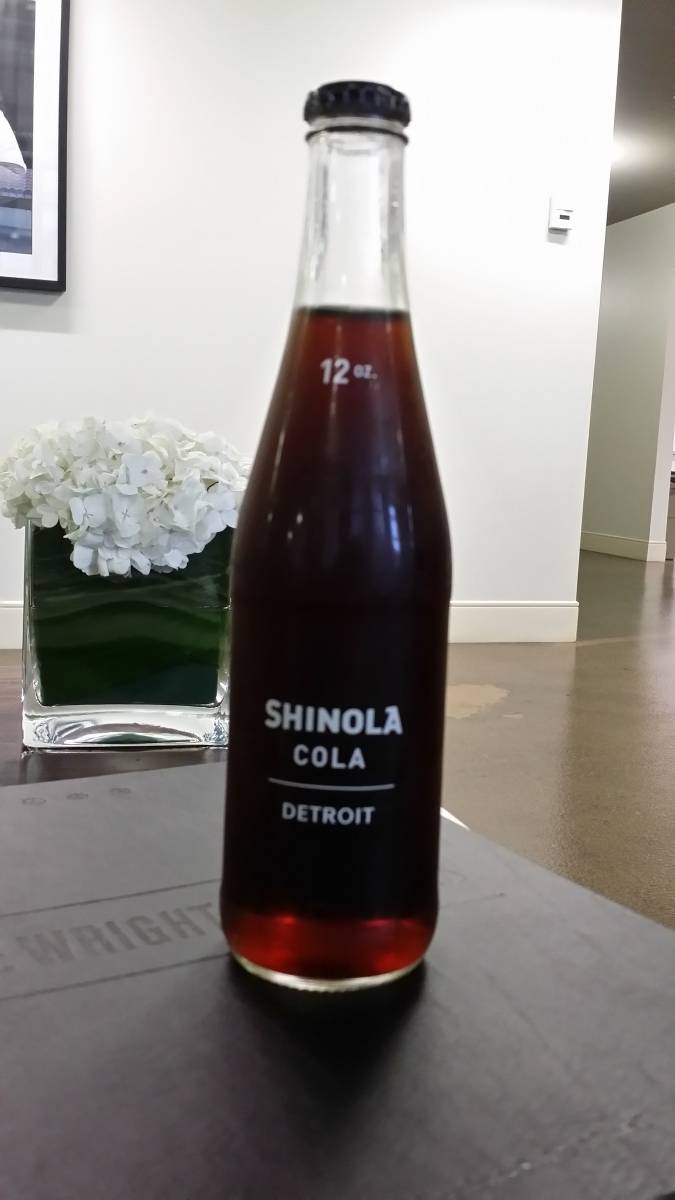 12 oz.
SHINOLA
COLA
DETROIT
WRIGHT